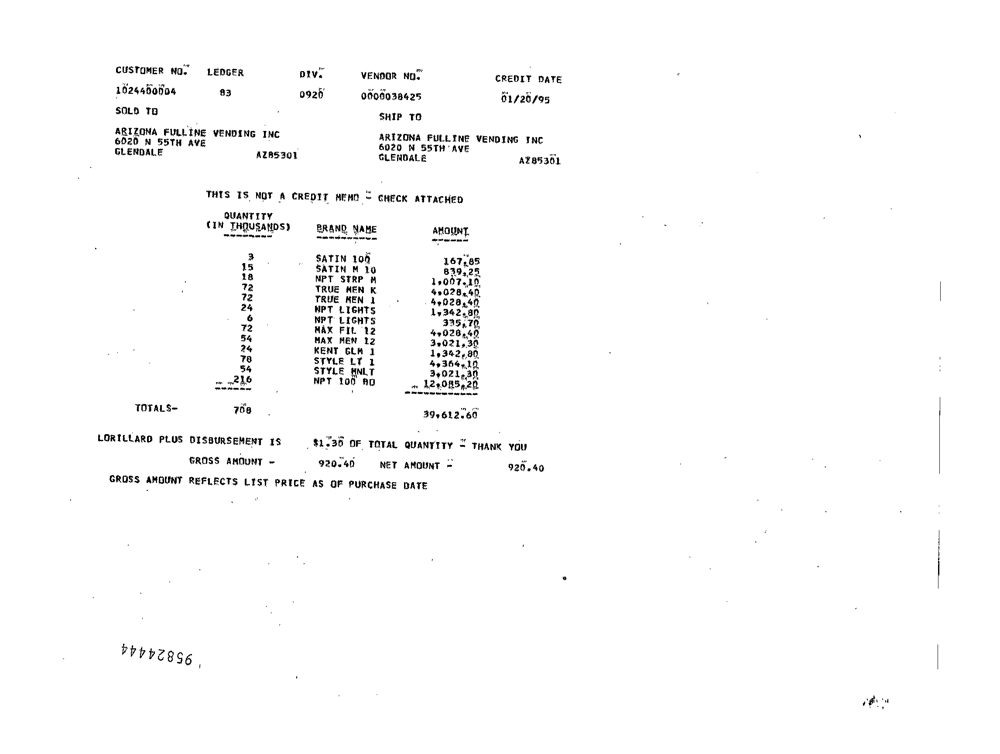 CUSTOMER NO. LEDGER DIV. VENDOR NO. CREDIT DATE
1024400004 83 0920 0000038425 01/20/95
SOLD TO SHIP TO
ARIZONA FULLINE VENDING INC ARIZONA FULLINE VENDING INC
6020 N 55TH AVE 6020 N 55TH AVE
GLENDALE AZ85301 GLENDALE AZ85301
THIS IS NOT A CREDIT MEMO - CHECK ATTACHED
QUANTITY
(IN THOUSANDS) BRAND NAME AMOUNT
3 SATIN 100 167.85
15 SATIN M 10 839.25
18 NPT STRP M 1,007.10
72 TRUE MEN K 4,028.40
72 TRUE MEN 1 4,028.40
24 NPT LIGHTS 1,342.80
6 NPT LIGHTS 335.70
72 MAX FIL 12 4,028.40
54 MAX MEN 12 3,021.30
24 KENT GLM 1 1,342.80
78 STYLE LT 1 4,364.10
54 STYLE MNLT 3,021.30
216 NPT 100 BO 12,085.20
TOTALS- 708 39,612.60
LORILLARD PLUS DISBURSEMENT IS $1.30 OF TOTAL QUANTITY - THANK YOU
GROSS AMOUNT - 920.40 NET AMOUNT - 920.40
GROSS AMOUNT REFLECTS LIST PRICE AS OF PURCHASE DATE
95824444